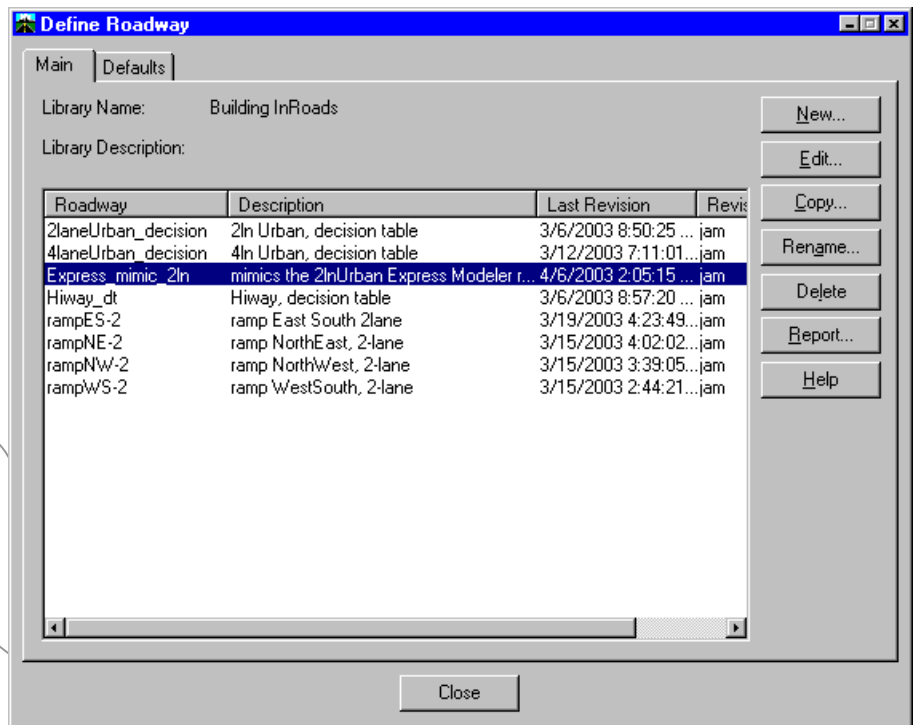 Define Roadway
Main Defaults
Library Name: Building InRoads
Library Description:
New...
Edit...
Copy...
Rename...
Delete
Report...
Help
Roadway Description Last Revision Revis
2laneUrban_decision 2ln Urban, decision table 3/6/2003 8:50:25 ... jam
4laneUrban_decision 4ln Urban, decision table 3/12/2003 7:11:01... jam
Express_mimic_2ln mimics the 2lnUrban Express Modeler r... 4/6/2003 2:05:15 ... jam
Hiway_dt Hiway, decision table 3/6/2003 8:57:20 ... jam
rampES-2 ramp East South 2lane 3/19/2003 4:23:49... jam
rampNE-2 ramp NorthEast, 2-lane 3/15/2003 4:02:02... jam
rampNW-2 ramp NorthWest, 2-lane 3/15/2003 3:39:05... jam
rampWS-2 ramp WestSouth, 2-lane 3/15/2003 2:44:21... jam
Close